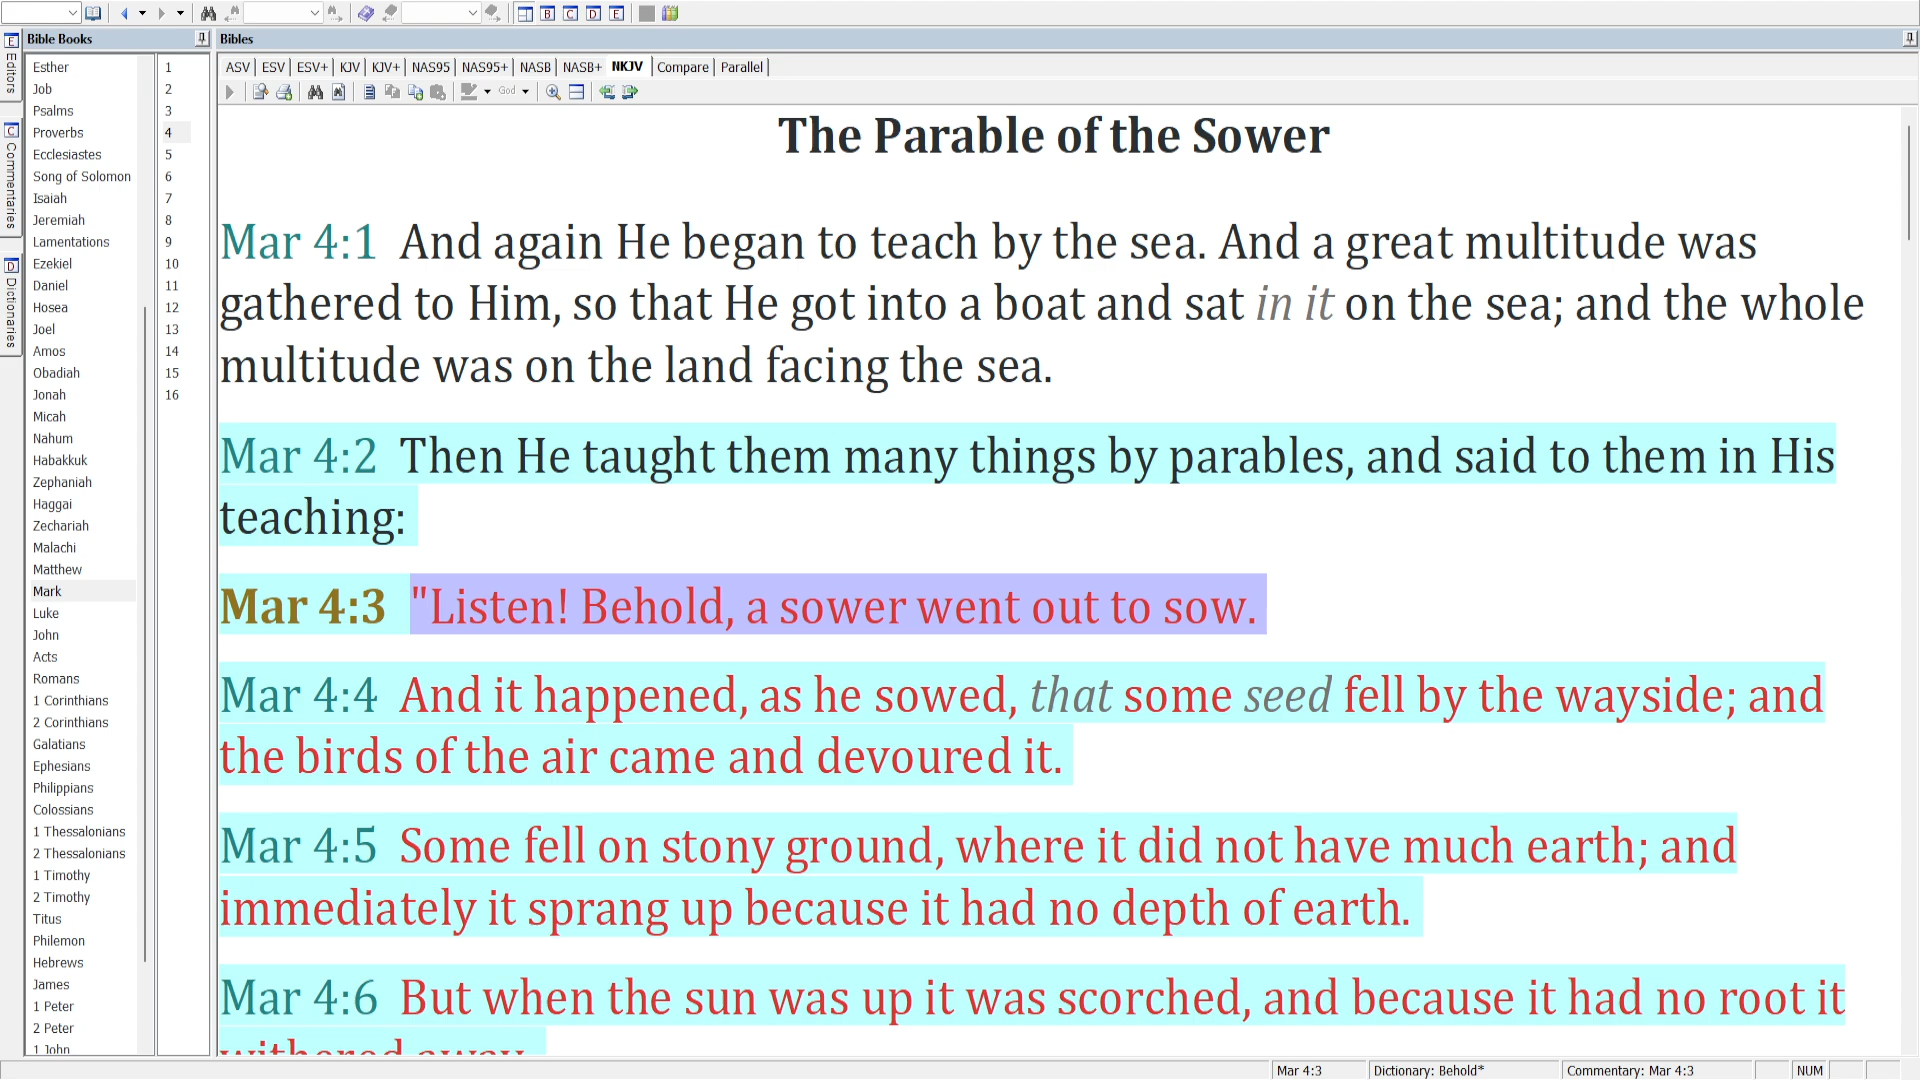 B C D E
Bible Books
Bibles
E Editors
C Commentaries
D Dictionaries
Esther
Job
Psalms
Proverbs
Ecclesiastes
Song of Solomon
Isaiah
Jeremiah
Lamentations
Ezekiel
Daniel
Hosea
Joel
Amos
Obadiah
Jonah
Micah
Nahum
Habakkuk
Zephaniah
Haggai
Zechariah
Malachi
Matthew
Mark
Luke
John
Acts
Romans
1 Corinthians
2 Corinthians
Galatians
Ephesians
Philippians
Colossians
1 Thessalonians
2 Thessalonians
1 Timothy
2 Timothy
Titus
Philemon
Hebrews
James
1 Peter
2 Peter
1 John
1
2
3
4
5
6
7
8
9
10
11
12
13
14
15
16
ASV ESV ESV+ KJV KJV+ NAS95 NAS95+ NASB NASB+ NKJV Compare Parallel
God
The Parable of the Sower
Mar 4:1 And again He began to teach by the sea. And a great multitude was
gathered to Him, so that He got into a boat and sat in it on the sea; and the whole
multitude was on the land facing the sea.
Mar 4:2 Then He taught them many things by parables, and said to them in His
teaching:
Mar 4:3 "Listen! Behold, a sower went out to sow.
Mar 4:4 And it happened, as he sowed, that some seed fell by the wayside; and
the birds of the air came and devoured it.
Mar 4:5 Some fell on stony ground, where it did not have much earth; and
immediately it sprang up because it had no depth of earth.
Mar 4:6 But when the sun was up it was scorched, and because it had no root it
withered away.
Mar 4:3 Dictionary: Behold* Commentary: Mar 4:3 NUM